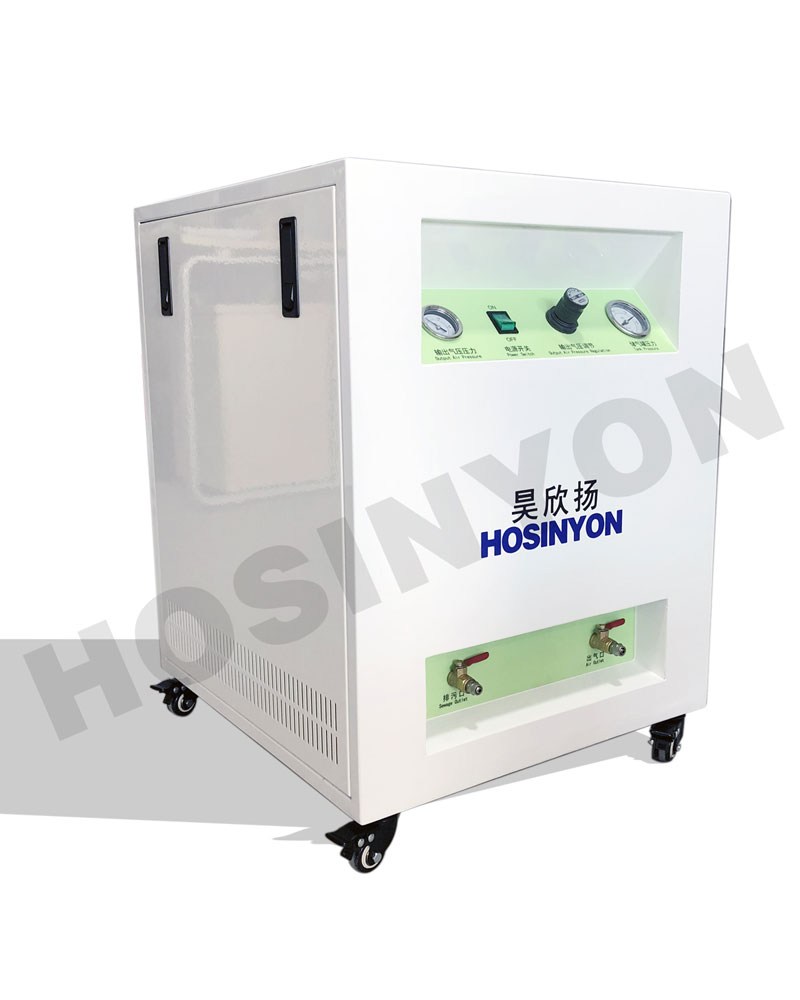 ON
OFF
输出气压压力
Output Air Pressure
电源开关
Power Switch
输出气压调节
Output Air Pressure Regulation
储气罐压力
Tank Pressure
昊欣扬
HOSINYON
HOSINYON
出气口
Air Outlet
排污口
Sewage Outlet